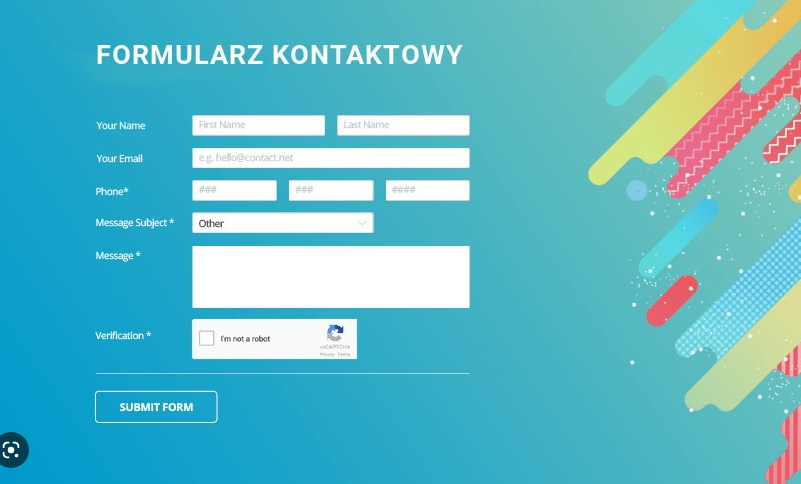 FORMULARZ KONTAKTOWY
Your Name First Name Last Name
Your Email e.g. hello@contact.net
Phone* ### ### ####
Message Subject * Other
Message *
Verification * I'm not a robot
reCAPTCHA
Privacy - Terms
SUBMIT FORM